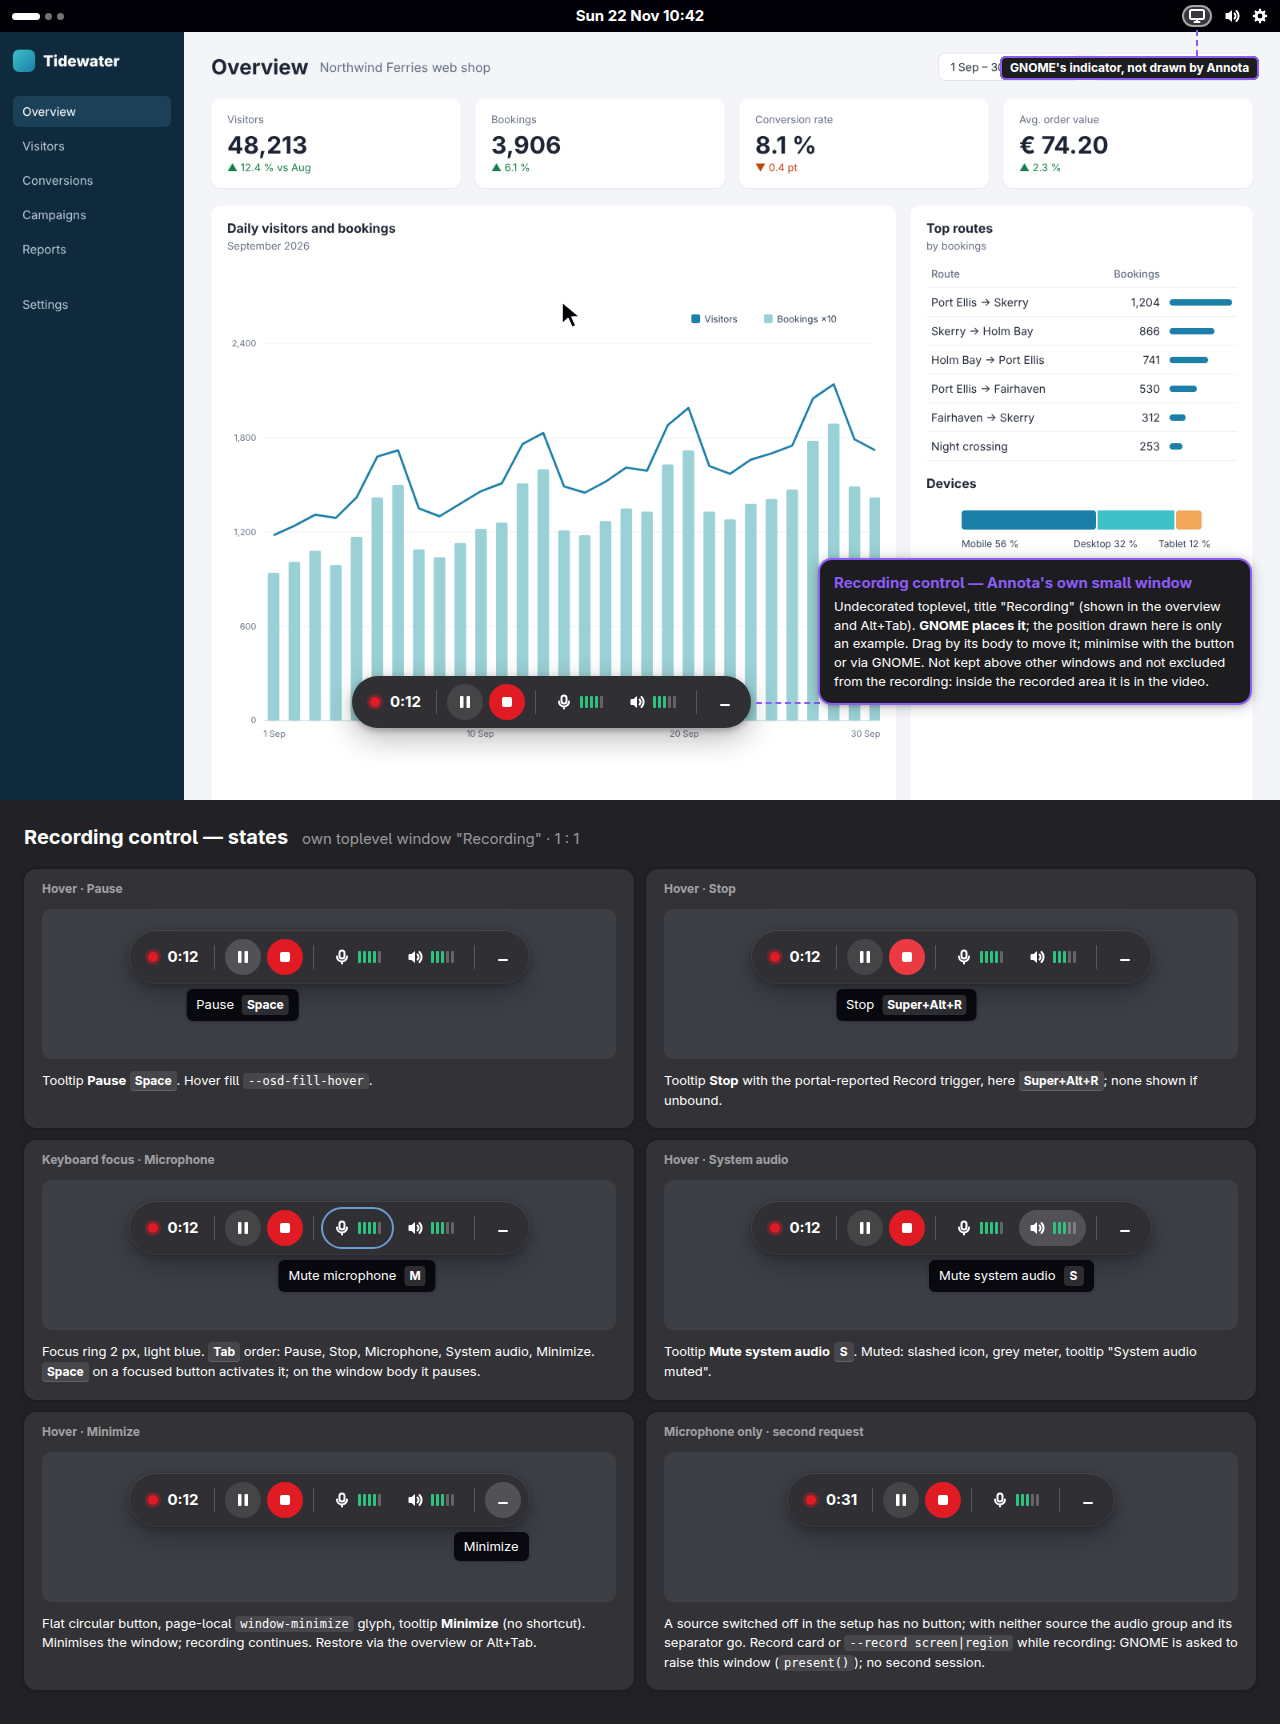 Sun 22 Nov 10:42
Tidewater
Overview
Visitors
Conversions
Campaigns
Reports
Settings
Overview Northwind Ferries web shop
1 Sep – 30
GNOME's indicator, not drawn by Annota
Visitors
48,213
▲ 12.4 % vs Aug
Bookings
3,906
▲ 6.1 %
Conversion rate
8.1 %
▼ 0.4 pt
Avg. order value
€ 74.20
▲ 2.3 %
Daily visitors and bookings
September 2026
Visitors Bookings ×10
2,400
1,800
1,200
600
0
1 Sep 10 Sep 20 Sep 30 Sep
Top routes
by bookings
Route Bookings
Port Ellis → Skerry 1,204
Skerry → Holm Bay 866
Holm Bay → Port Ellis 741
Port Ellis → Fairhaven 530
Fairhaven → Skerry 312
Night crossing 253
Devices
Mobile 56 % Desktop 32 % Tablet 12 %
Recording control — Annota's own small window
Undecorated toplevel, title "Recording" (shown in the overview
and Alt+Tab). GNOME places it; the position drawn here is only
an example. Drag by its body to move it; minimise with the button
or via GNOME. Not kept above other windows and not excluded
from the recording: inside the recorded area it is in the video.
0:12
Recording control — states own toplevel window "Recording" · 1 : 1
Hover · Pause
0:12
Pause Space
Tooltip Pause Space. Hover fill --osd-fill-hover.
Hover · Stop
0:12
Stop Super+Alt+R
Tooltip Stop with the portal-reported Record trigger, here Super+Alt+R; none shown if
unbound.
Keyboard focus · Microphone
0:12
Mute microphone M
Focus ring 2 px, light blue. Tab order: Pause, Stop, Microphone, System audio, Minimize.
Space on a focused button activates it; on the window body it pauses.
Hover · System audio
0:12
Mute system audio S
Tooltip Mute system audio S. Muted: slashed icon, grey meter, tooltip "System audio
muted".
Hover · Minimize
0:12
Minimize
Flat circular button, page-local window-minimize glyph, tooltip Minimize (no shortcut).
Minimises the window; recording continues. Restore via the overview or Alt+Tab.
Microphone only · second request
0:31
A source switched off in the setup has no button; with neither source the audio group and its
separator go. Record card or --record screen|region while recording: GNOME is asked to
raise this window (present()); no second session.